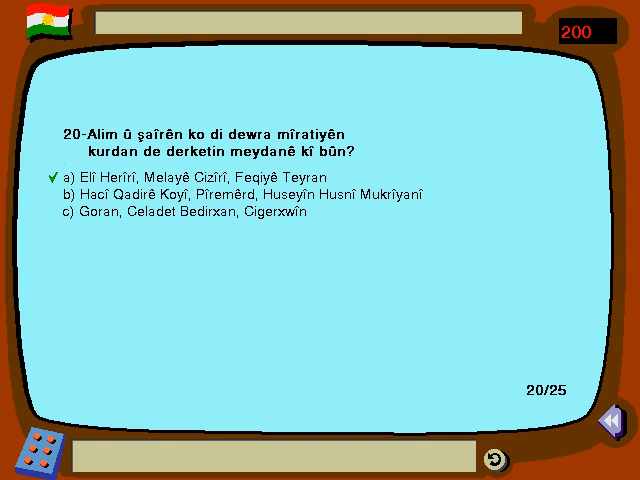 200
20-Alim û şaîrên ko di dewra mîratiyên
kurdan de derketin meydanê kî bûn?
a) Elî Herîrî, Melayê Cizîrî, Feqiyê Teyran
b) Hacî Qadirê Koyî, Pîremêrd, Huseyîn Husnî Mukrîyanî
c) Goran, Celadet Bedirxan, Cigerxwîn
20/25